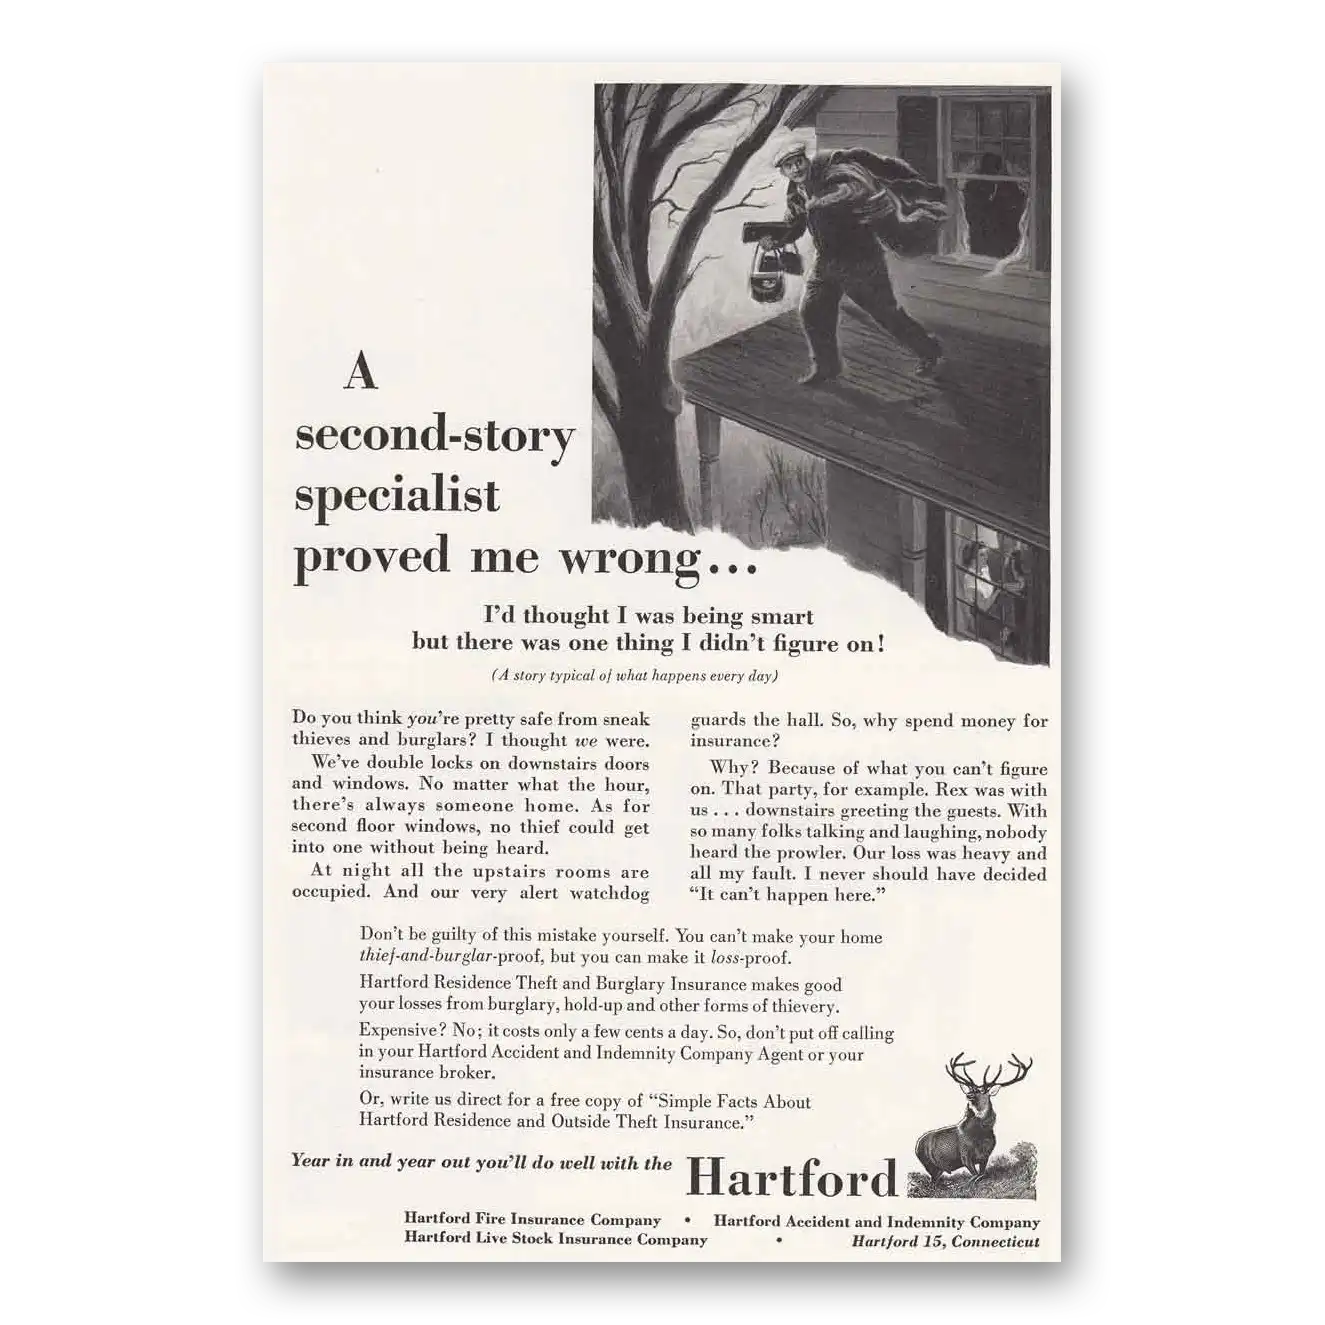 A
second-story
specialist
proved me wrong...
I'd thought I was being smart
but there was one thing I didn't figure on!
(A story typical of what happens every day)
Do you think you're pretty safe from sneak
thieves and burglars? I thought we were.
We've double locks on downstairs doors
and windows. No matter what the hour,
there's always someone home. As for
second floor windows, no thief could get
into one without being heard.
At night all the upstairs rooms are
occupied. And our very alert watchdog
guards the hall. So, why spend money for
insurance?
Why? Because of what you can't figure
on. That party, for example. Rex was with
us . . . downstairs greeting the guests. With
so many folks talking and laughing, nobody
heard the prowler. Our loss was heavy and
all my fault. I never should have decided
"It can't happen here."
Don't be guilty of this mistake yourself. You can't make your home
thief-and-burglar-proof, but you can make it loss-proof.
Hartford Residence Theft and Burglary Insurance makes good
your losses from burglary, hold-up and other forms of thievery.
Expensive? No; it costs only a few cents a day. So, don't put off calling
in your Hartford Accident and Indemnity Company Agent or your
insurance broker.
Or, write us direct for a free copy of "Simple Facts About
Hartford Residence and Outside Theft Insurance."
Year in and year out you'll do well with the Hartford
Hartford Fire Insurance Company • Hartford Accident and Indemnity Company
Hartford Live Stock Insurance Company • Hartford 15, Connecticut